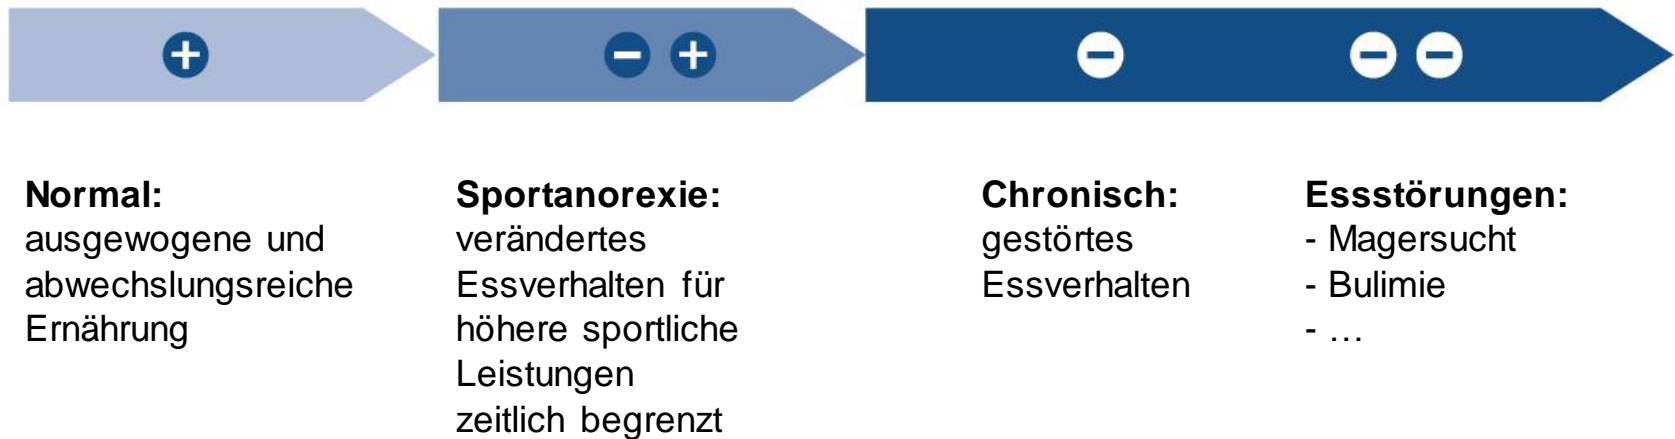 Normal:
ausgewogene und
abwechslungsreiche
Ernährung
Sportanorexie:
verändertes
Essverhalten für
höhere sportliche
Leistungen
zeitlich begrenzt
Chronisch:
gestörtes
Essverhalten
Essstörungen:
- Magersucht
- Bulimie
- …